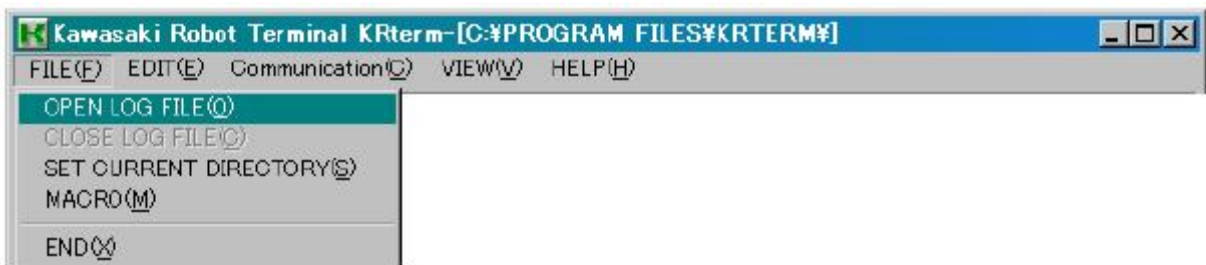 Kawasaki Robot Terminal KRterm-[C:¥PROGRAM FILES¥KRTERM¥]
FILE(F) EDIT(E) Communication(C) VIEW(V) HELP(H)
OPEN LOG FILE(O)
CLOSE LOG FILE(C)
SET CURRENT DIRECTORY(S)
MACRO(M)
END(X)